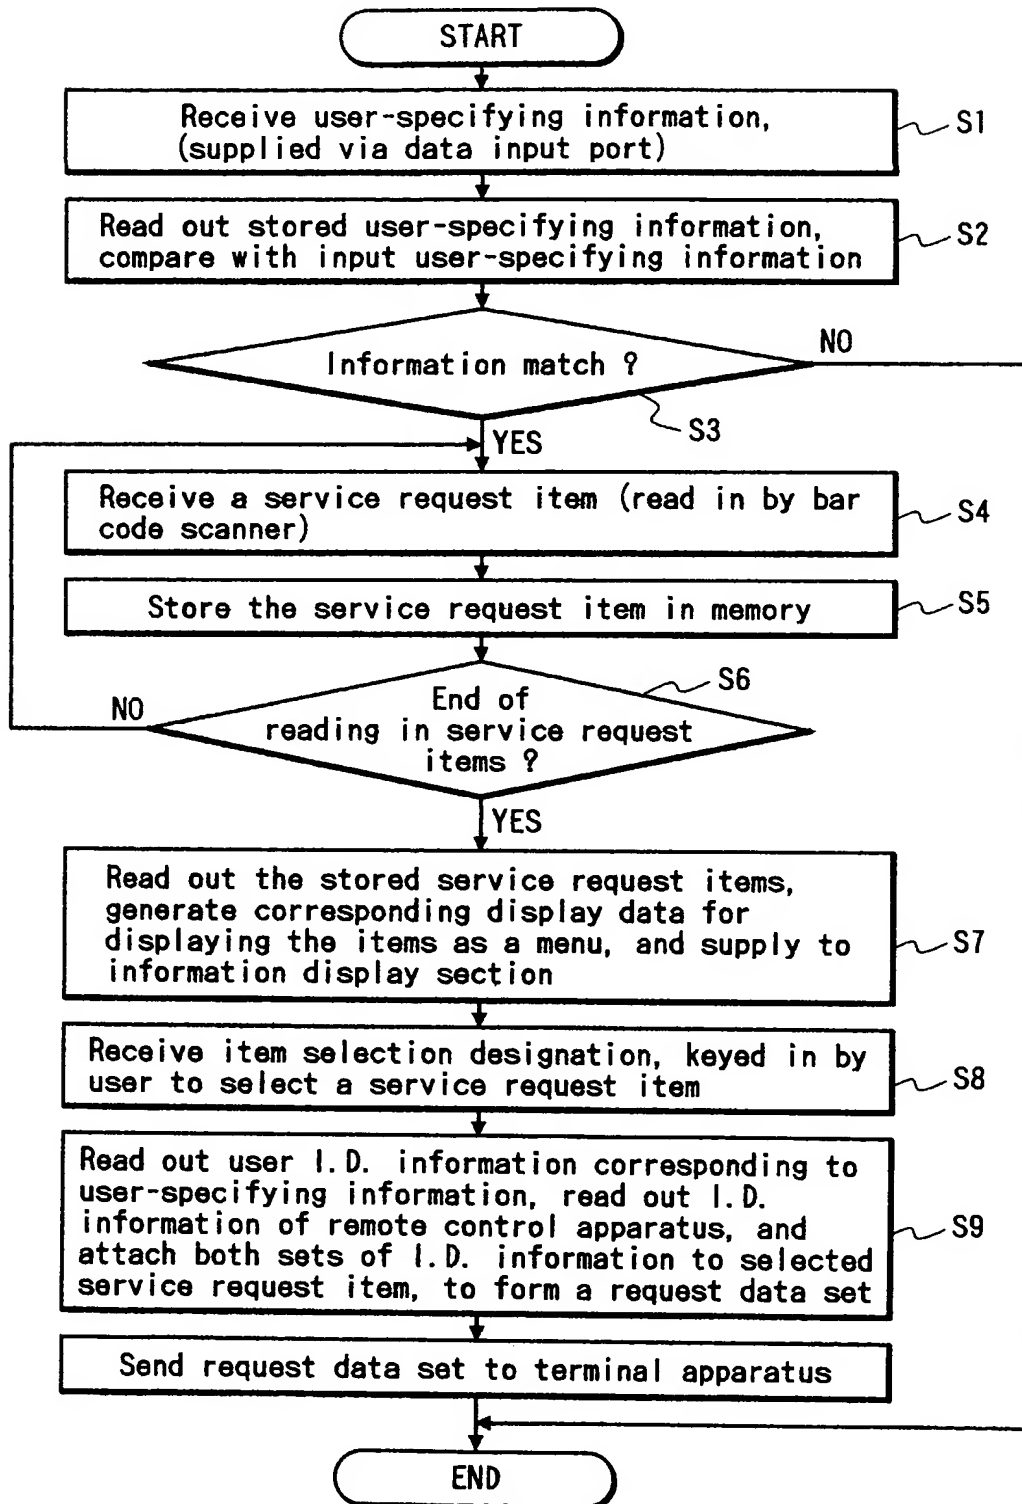 START
Receive user-specifying information,
(supplied via data input port)
S1
Read out stored user-specifying information,
compare with input user-specifying information
S2
Information match ?
NO
S3
YES
Receive a service request item (read in by bar
code scanner)
S4
Store the service request item in memory
S5
S6
End of
reading in service request
items ?
NO
YES
Read out the stored service request items,
generate corresponding display data for
displaying the items as a menu, and supply to
information display section
S7
Receive item selection designation, keyed in by
user to select a service request item
S8
Read out user I.D. information corresponding to
user-specifying information, read out I.D.
information of remote control apparatus, and
attach both sets of I.D. information to selected
service request item, to form a request data set
S9
Send request data set to terminal apparatus
END